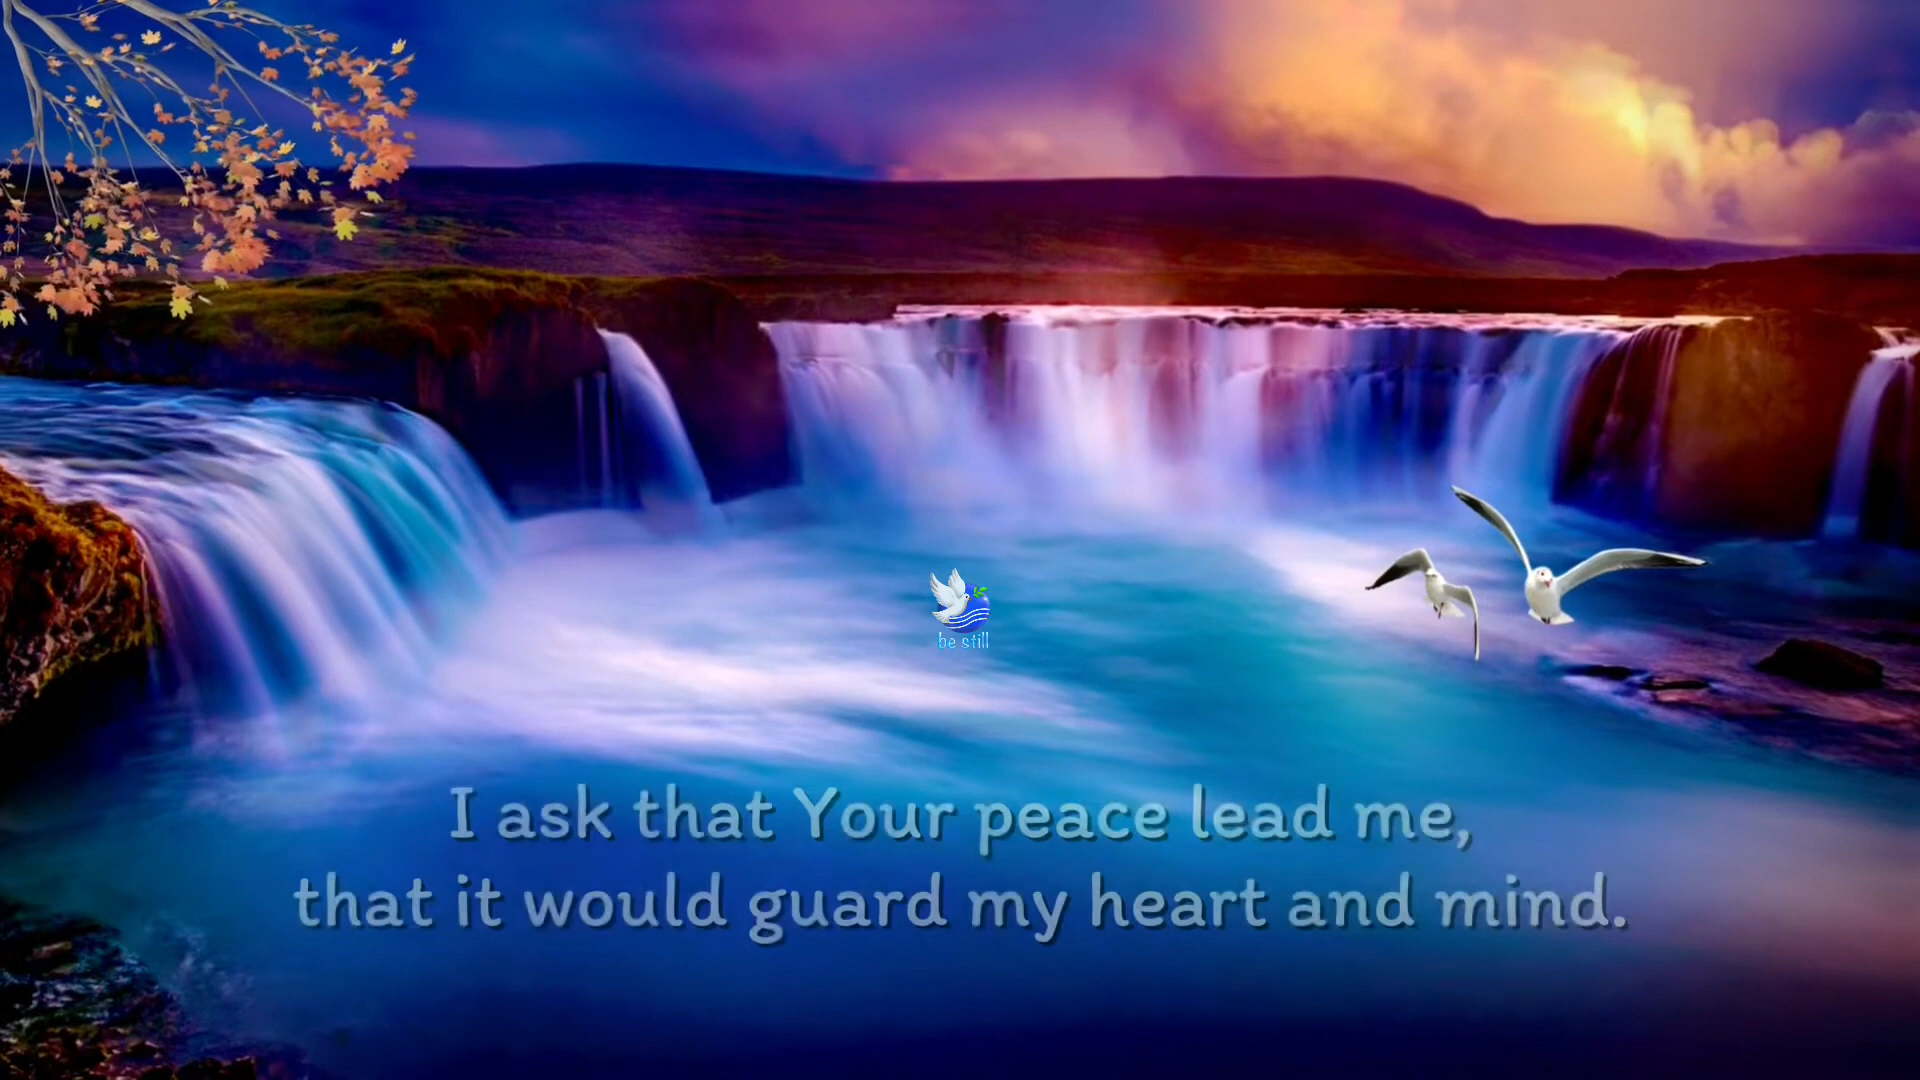 be still
I ask that Your peace lead me,
that it would guard my heart and mind.